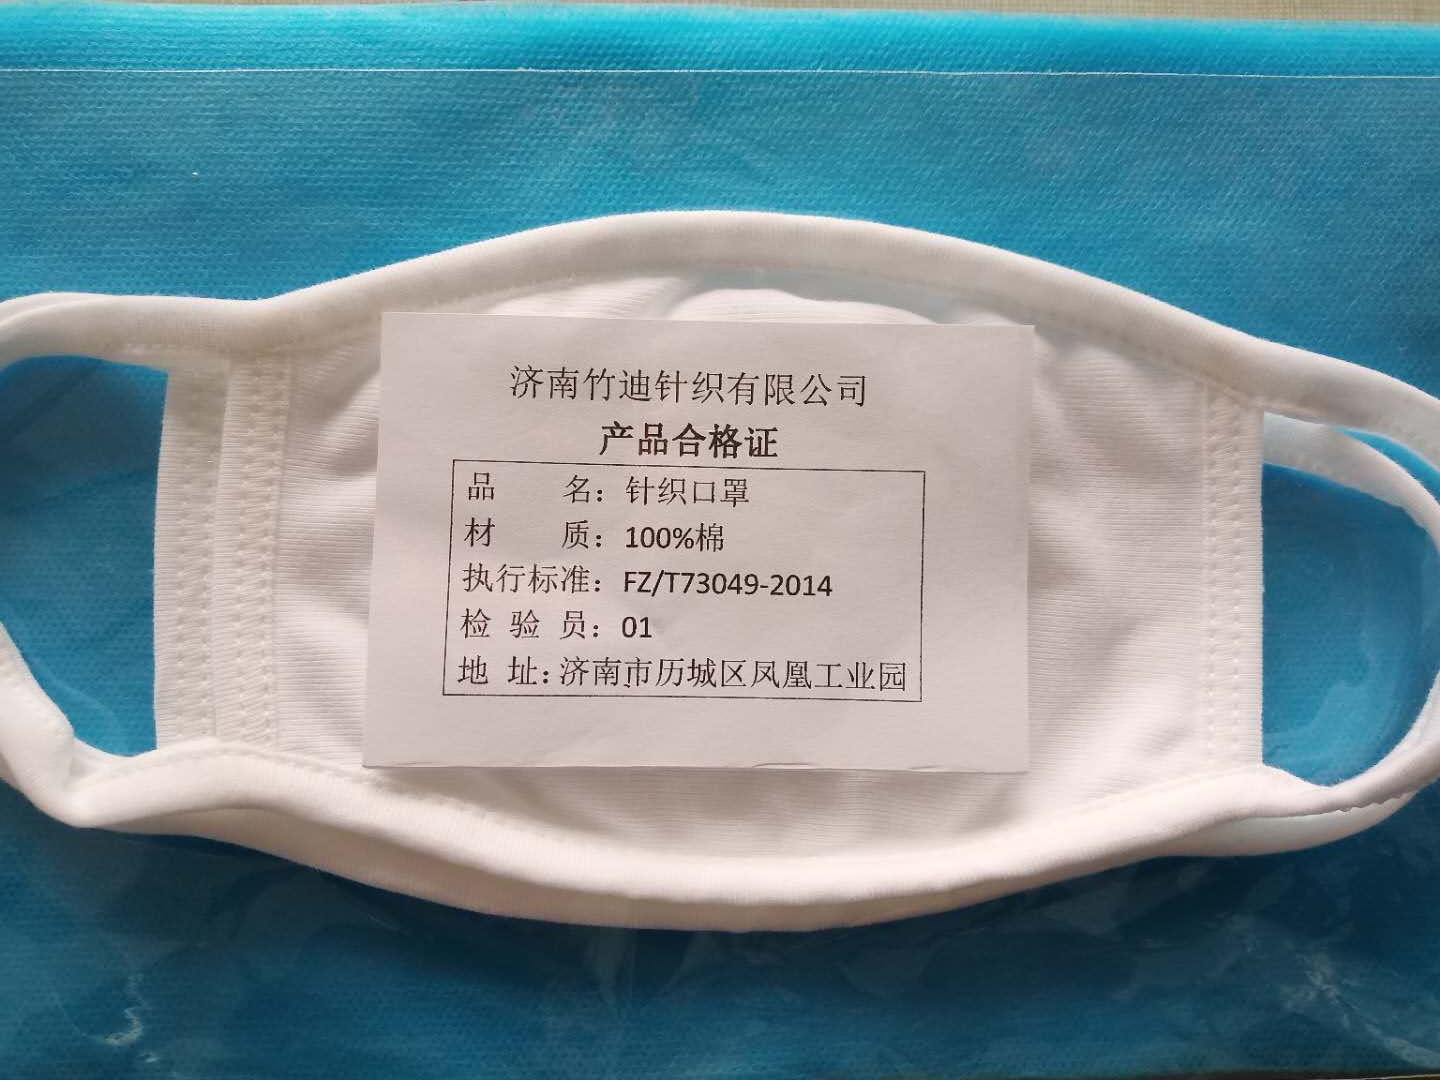 济南竹迪针织有限公司
产品合格证
品 名：针织口罩
材 质：100%棉
执行标准：FZ/T73049-2014
检 验 员：01
地 址：济南市历城区凤凰工业园